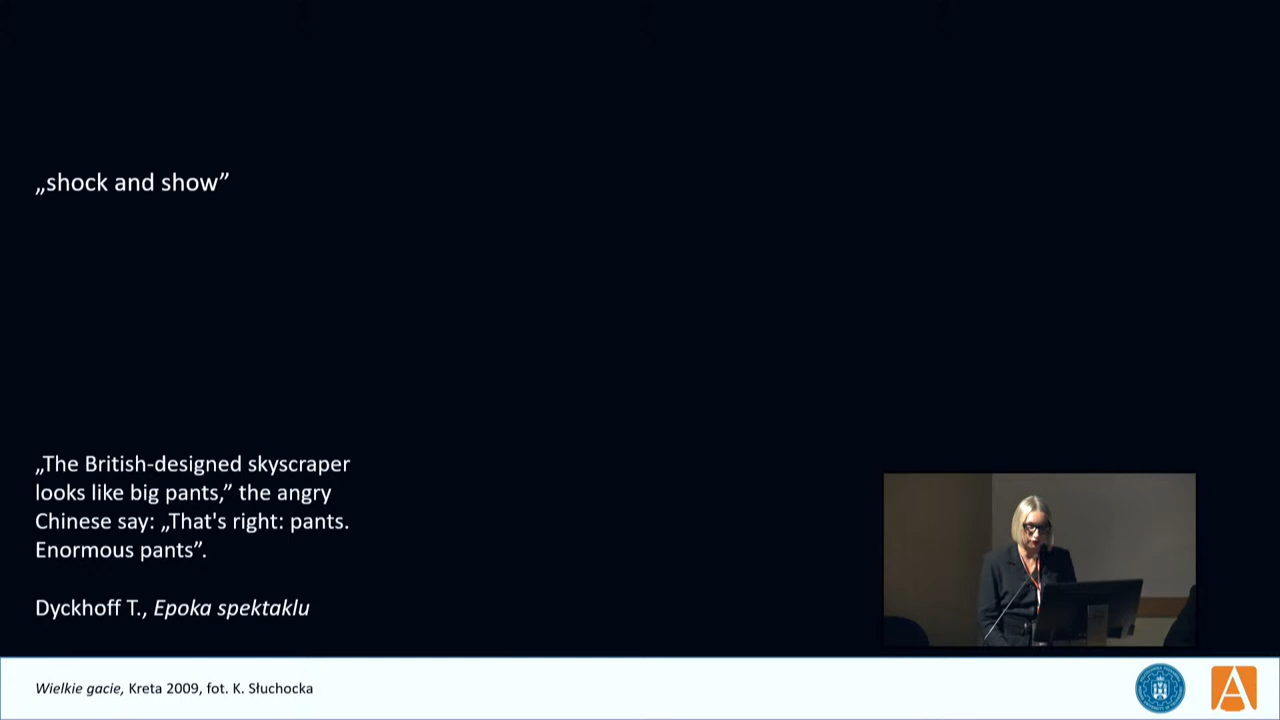 „shock and show”
„The British-designed skyscraper
looks like big pants,” the angry
Chinese say: „That's right: pants.
Enormous pants”.
Dyckhoff T., Epoka spektaklu
Wielkie gacie, Kreta 2009, fot. K. Słuchocka
A